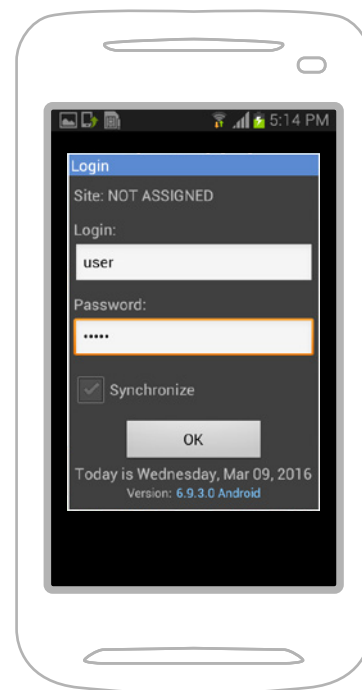 5:14 PM
Login
Site: NOT ASSIGNED
Login:
user
Password:
•••••
Synchronize
OK
Today is Wednesday, Mar 09, 2016
Version: 6.9.3.0 Android